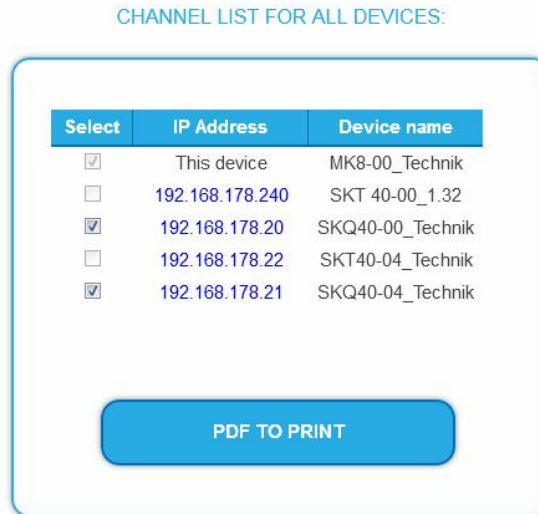 CHANNEL LIST FOR ALL DEVICES:
Select IP Address Device name
This device MK8-00_Technik
192.168.178.240 SKT 40-00_1.32
192.168.178.20 SKQ40-00_Technik
192.168.178.22 SKT40-04_Technik
192.168.178.21 SKQ40-04_Technik
PDF TO PRINT